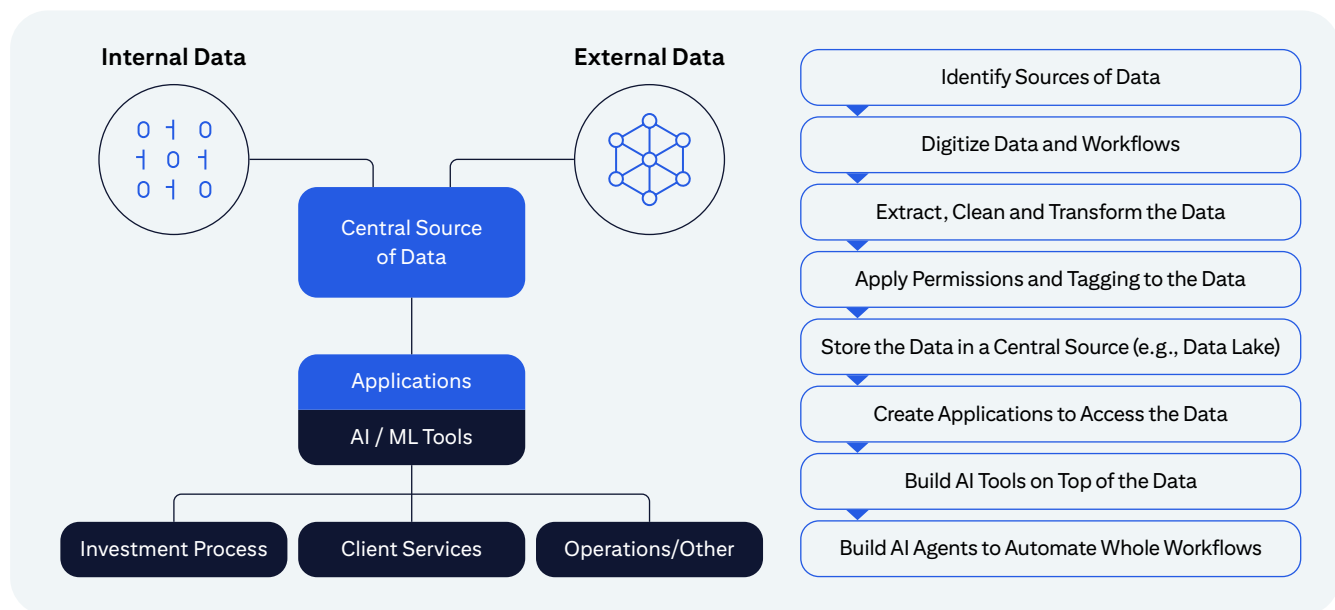 Internal Data
External Data
0 1 0
1 0 1
0 1 0
Central Source
of Data
Applications
AI / ML Tools
Investment Process
Client Services
Operations/Other
Identify Sources of Data
Digitize Data and Workflows
Extract, Clean and Transform the Data
Apply Permissions and Tagging to the Data
Store the Data in a Central Source (e.g., Data Lake)
Create Applications to Access the Data
Build AI Tools on Top of the Data
Build AI Agents to Automate Whole Workflows